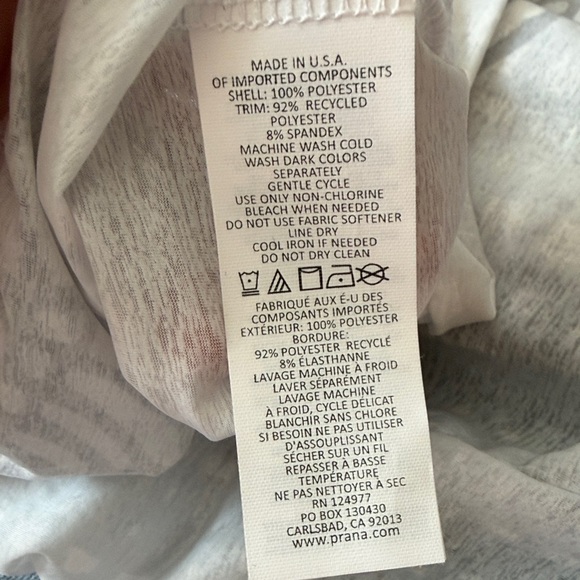 MADE IN U.S.A.
OF IMPORTED COMPONENTS
SHELL: 100% POLYESTER
TRIM: 92% RECYCLED
POLYESTER
8% SPANDEX
MACHINE WASH COLD
WASH DARK COLORS
SEPARATELY
GENTLE CYCLE
USE ONLY NON-CHLORINE
BLEACH WHEN NEEDED
DO NOT USE FABRIC SOFTENER
LINE DRY
COOL IRON IF NEEDED
DO NOT DRY CLEAN
FABRIQUÉ AUX É-U DES
COMPOSANTS IMPORTÉS
EXTÉRIEUR: 100% POLYESTER
BORDURE:
92% POLYESTER RECYCLÉ
8% ÉLASTHANNE
LAVAGE MACHINE À FROID
LAVER SÉPARÉMENT
LAVAGE MACHINE
À FROID, CYCLE DÉLICAT
BLANCHIR SANS CHLORE
SI BESOIN NE PAS UTILISER
D'ASSOUPLISSANT
SÉCHER SUR UN FIL
REPASSER À BASSE
TEMPÉRATURE
NE PAS NETTOYER À SEC
RN 124977
PO BOX 130430
CARLSBAD, CA 92013
www.prana.com